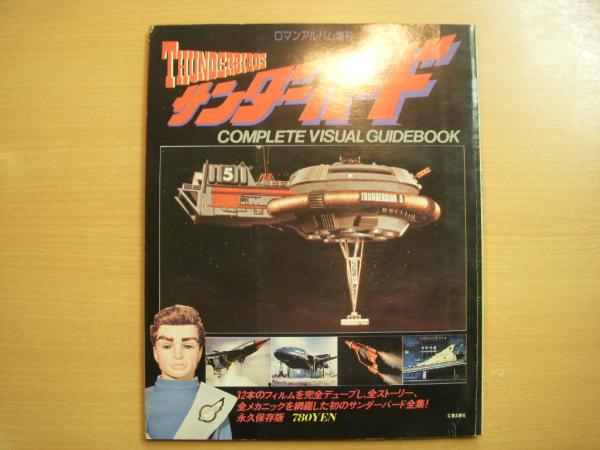 ロマンアルバム増刊
THUNDERBIRDS
サンダーバード
COMPLETE VISUAL GUIDEBOOK
5
THUNDERBIRD 5
32本のフィルムを完全デュープし、全ストーリー、
全メカニックを網羅した初のサンダーバード全集!
永久保存版 780YEN